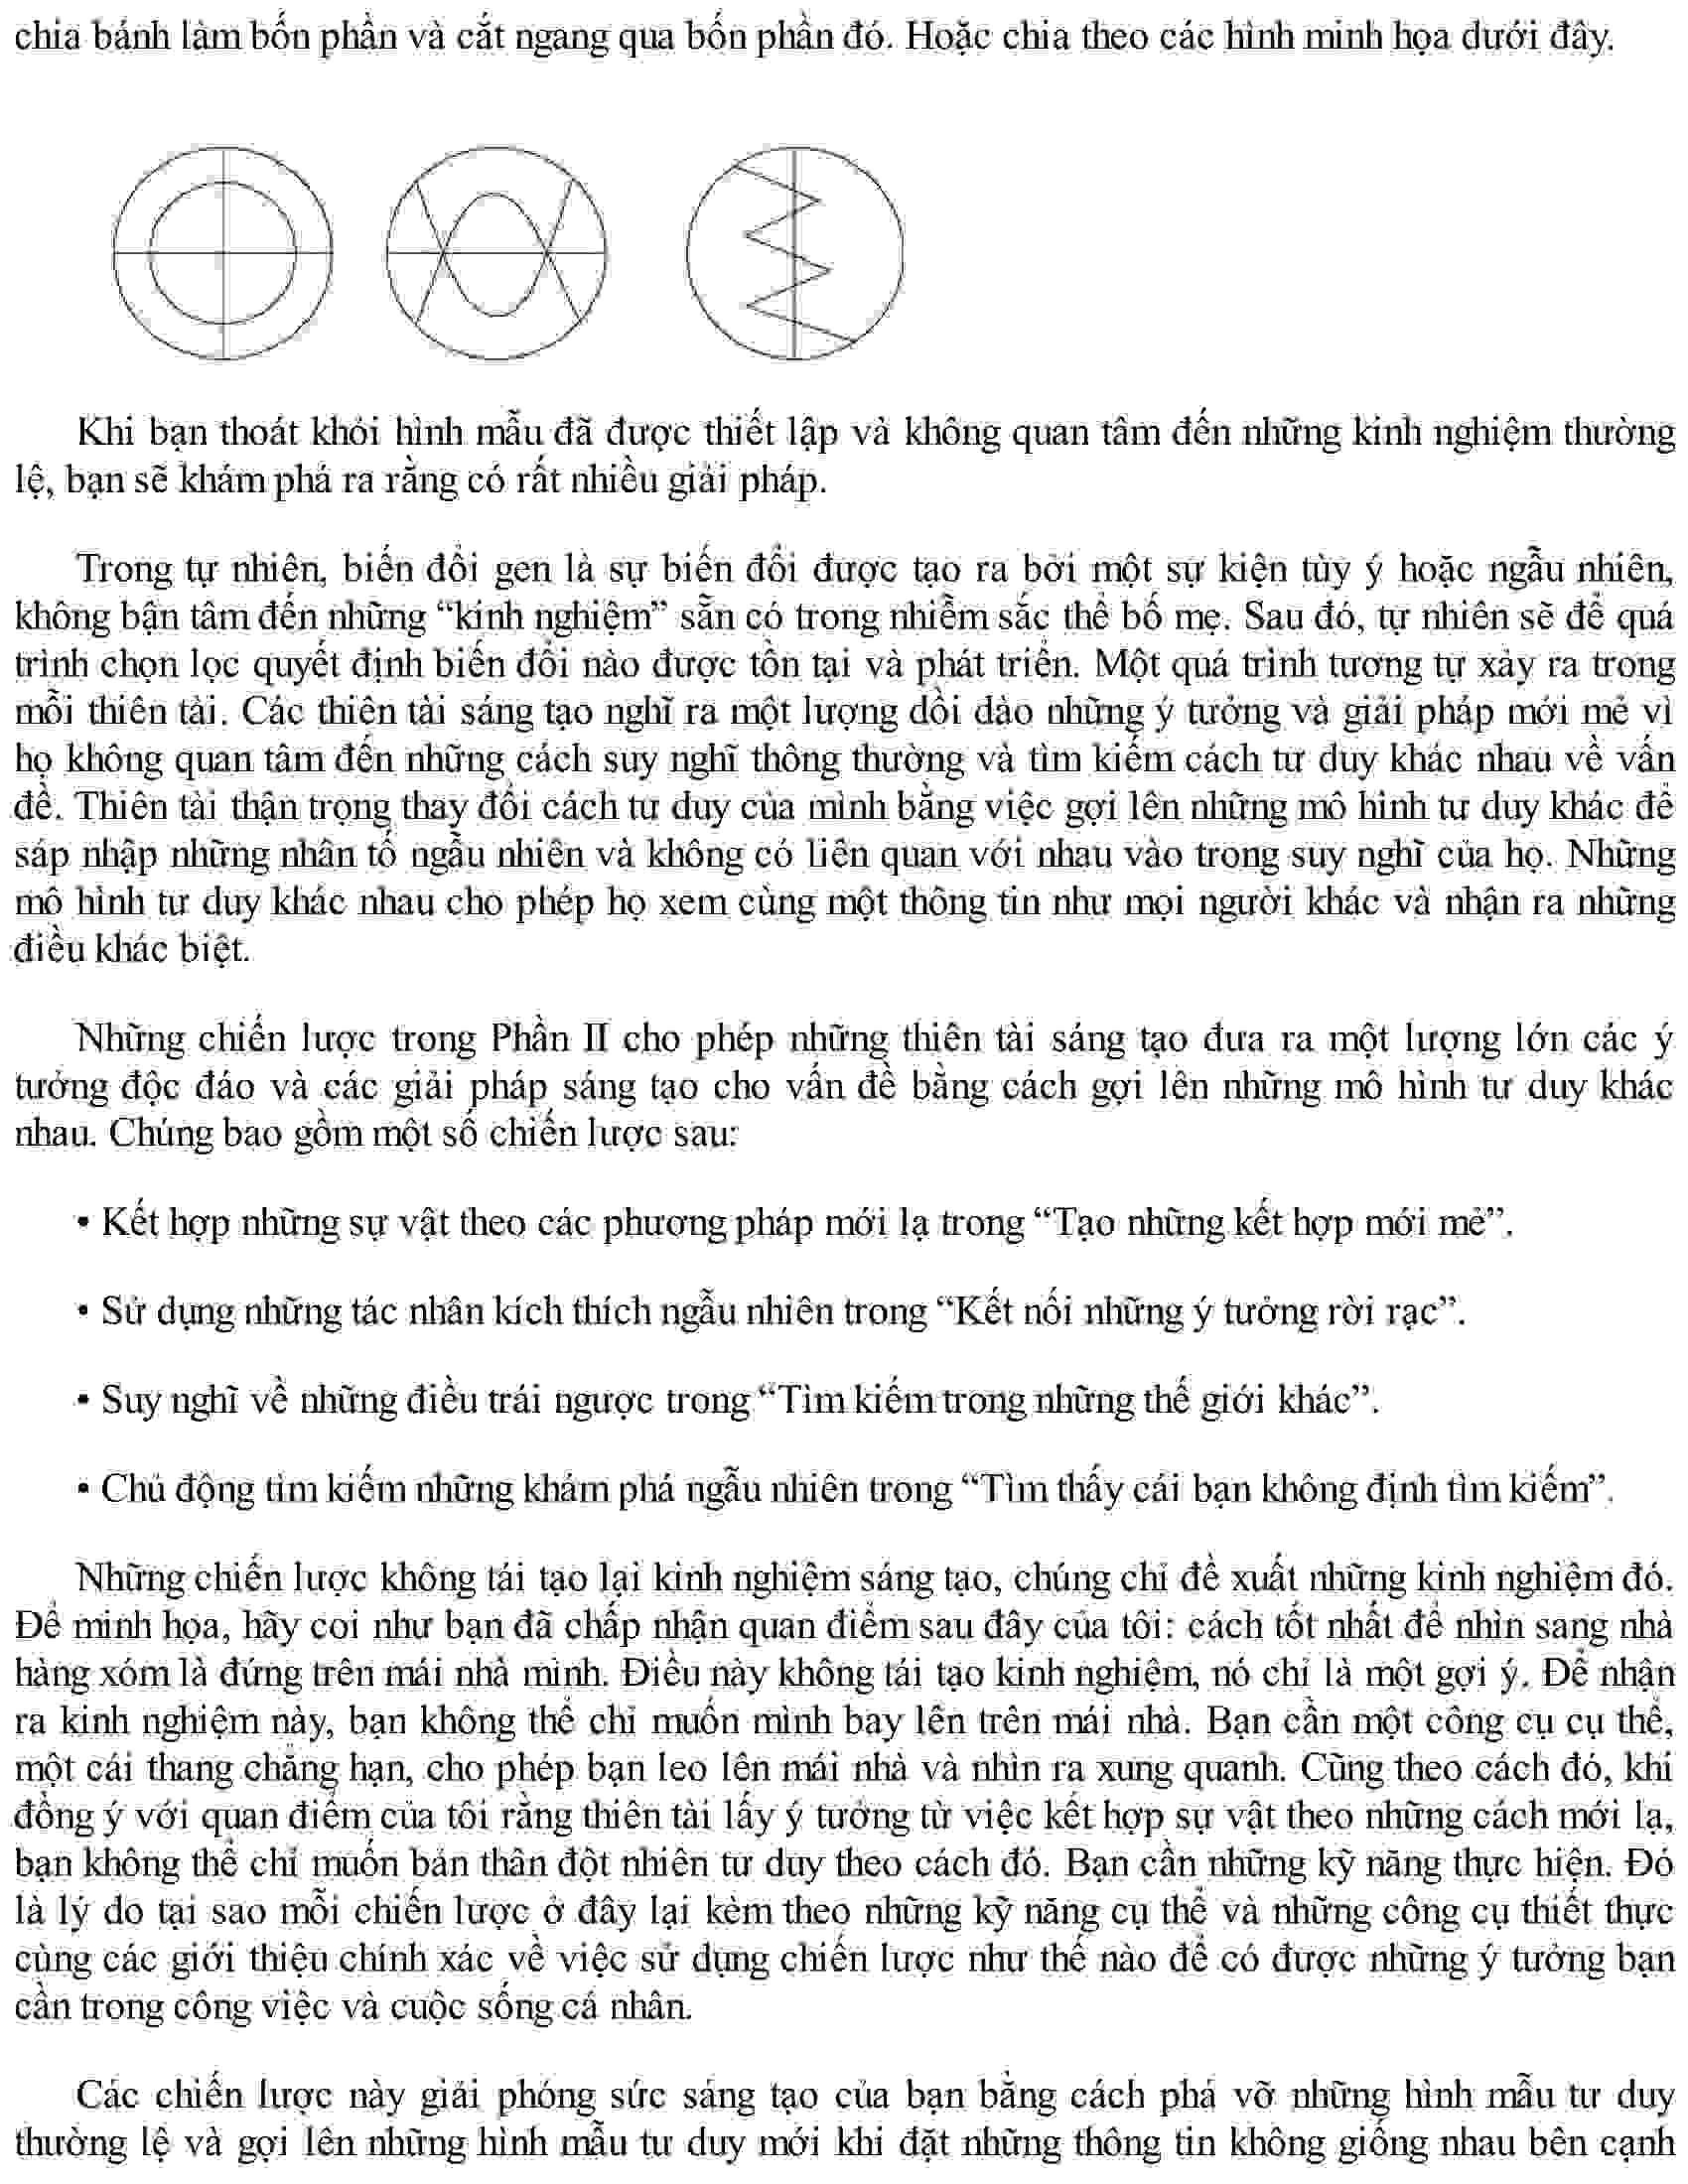 chia bánh làm bốn phần và cắt ngang qua bốn phần đó. Hoặc chia theo các hình minh họa dưới đây.
Khi bạn thoát khỏi hình mẫu đã được thiết lập và không quan tâm đến những kinh nghiệm thường
lệ, bạn sẽ khám phá ra rằng có rất nhiều giải pháp.
Trong tự nhiên, biến đổi gen là sự biến đổi được tạo ra bởi một sự kiện tùy ý hoặc ngẫu nhiên,
không bận tâm đến những “kinh nghiệm” sẵn có trong nhiễm sắc thể bố mẹ. Sau đó, tự nhiên sẽ để quá
trình chọn lọc quyết định biến đổi nào được tồn tại và phát triển. Một quá trình tương tự xảy ra trong
mỗi thiên tài. Các thiên tài sáng tạo nghĩ ra một lượng dồi dào những ý tưởng và giải pháp mới mẻ vì
họ không quan tâm đến những cách suy nghĩ thông thường và tìm kiếm cách tư duy khác nhau về vấn
đề. Thiên tài thận trọng thay đổi cách tư duy của mình bằng việc gợi lên những mô hình tư duy khác để
sáp nhập những nhân tố ngẫu nhiên và không có liên quan với nhau vào trong suy nghĩ của họ. Những
mô hình tư duy khác nhau cho phép họ xem cùng một thông tin như mọi người khác và nhận ra những
điều khác biệt.
Những chiến lược trong Phần II cho phép những thiên tài sáng tạo đưa ra một lượng lớn các ý
tưởng độc đáo và các giải pháp sáng tạo cho vấn đề bằng cách gợi lên những mô hình tư duy khác
nhau. Chúng bao gồm một số chiến lược sau:
• Kết hợp những sự vật theo các phương pháp mới lạ trong “Tạo những kết hợp mới mẻ”.
• Sử dụng những tác nhân kích thích ngẫu nhiên trong “Kết nối những ý tưởng rời rạc”.
• Suy nghĩ về những điều trái ngược trong “Tìm kiếm trong những thế giới khác”.
• Chủ động tìm kiếm những khám phá ngẫu nhiên trong “Tìm thấy cái bạn không định tìm kiếm”.
Những chiến lược không tái tạo lại kinh nghiệm sáng tạo, chúng chỉ đề xuất những kinh nghiệm đó.
Để minh họa, hãy coi như bạn đã chấp nhận quan điểm sau đây của tôi: cách tốt nhất để nhìn sang nhà
hàng xóm là đứng trên mái nhà mình. Điều này không tái tạo kinh nghiệm, nó chỉ là một gợi ý. Để nhận
ra kinh nghiệm này, bạn không thể chỉ muốn mình bay lên trên mái nhà. Bạn cần một công cụ cụ thể,
một cái thang chẳng hạn, cho phép bạn leo lên mái nhà và nhìn ra xung quanh. Cũng theo cách đó, khi
đồng ý với quan điểm của tôi rằng thiên tài lấy ý tưởng từ việc kết hợp sự vật theo những cách mới lạ,
bạn không thể chỉ muốn bản thân đột nhiên tư duy theo cách đó. Bạn cần những kỹ năng thực hiện. Đó
là lý do tại sao mỗi chiến lược ở đây lại kèm theo những kỹ năng cụ thể và những công cụ thiết thực
cùng các giới thiệu chính xác về việc sử dụng chiến lược như thế nào để có được những ý tưởng bạn
cần trong công việc và cuộc sống cá nhân.
Các chiến lược này giải phóng sức sáng tạo của bạn bằng cách phá vỡ những hình mẫu tư duy
thường lệ và gợi lên những hình mẫu tư duy mới khi đặt những thông tin không giống nhau bên cạnh